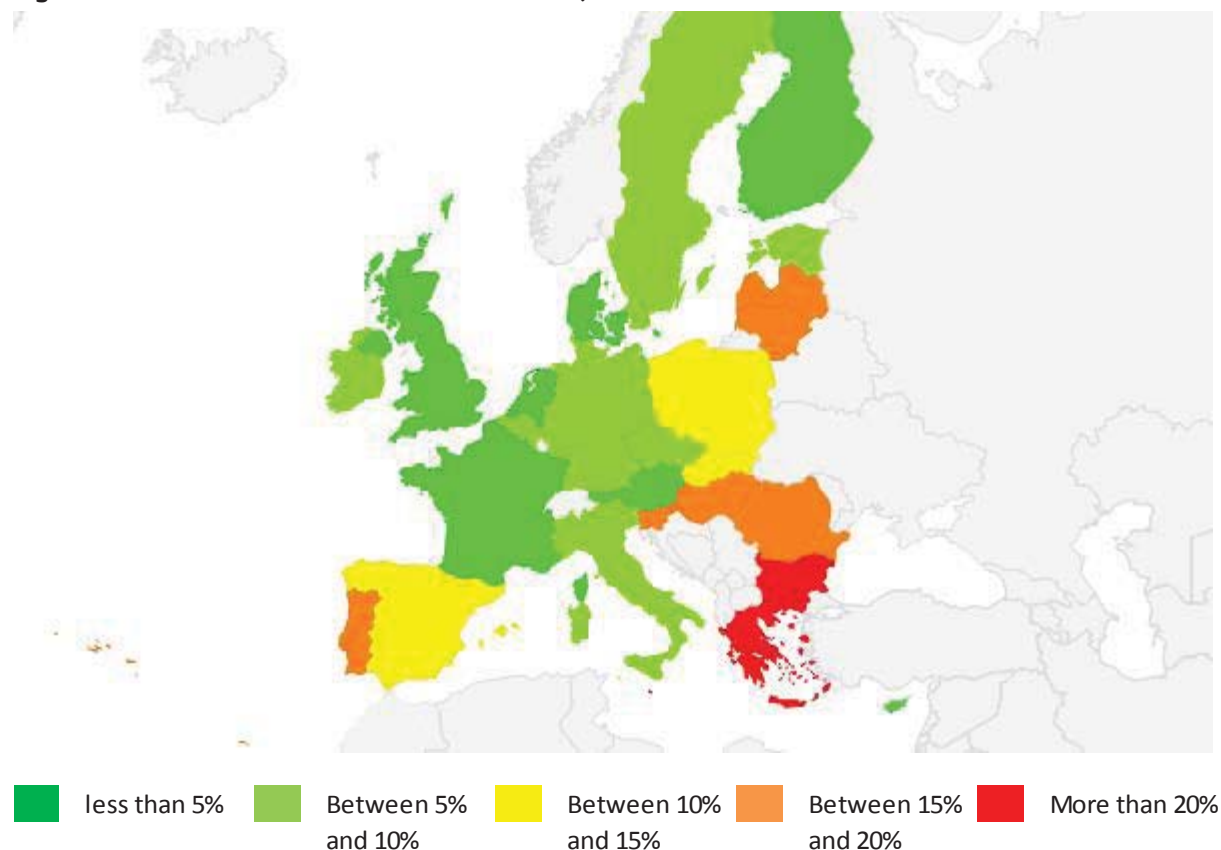 less than 5%
Between 5%
and 10%
Between 10%
and 15%
Between 15%
and 20%
More than 20%